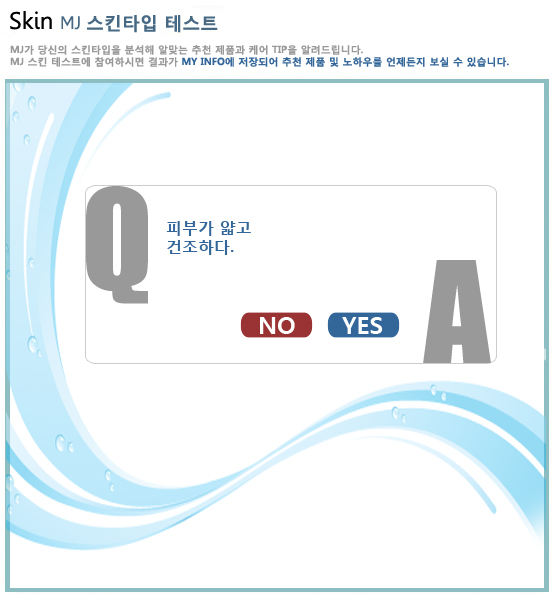 Skin MJ 스킨타입 테스트
MJ가 당신의 스킨타입을 분석해 알맞는 추천 제품과 케어 TIP을 알려드립니다.
MJ 스킨 테스트에 참여하시면 결과가 MY INFO에 저장되어 추천 제품 및 노하우를 언제든지 보실 수 있습니다.
Q
피부가 얇고
건조하다.
NO YES
A